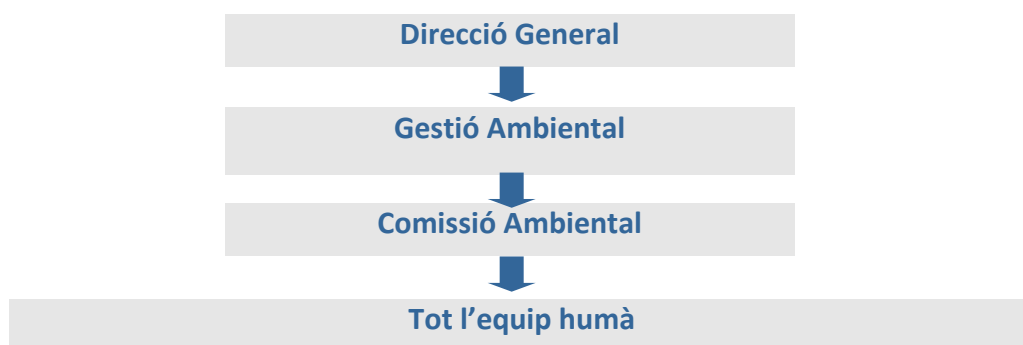 Direcció General
Gestió Ambiental
Comissió Ambiental
Tot l’equip humà